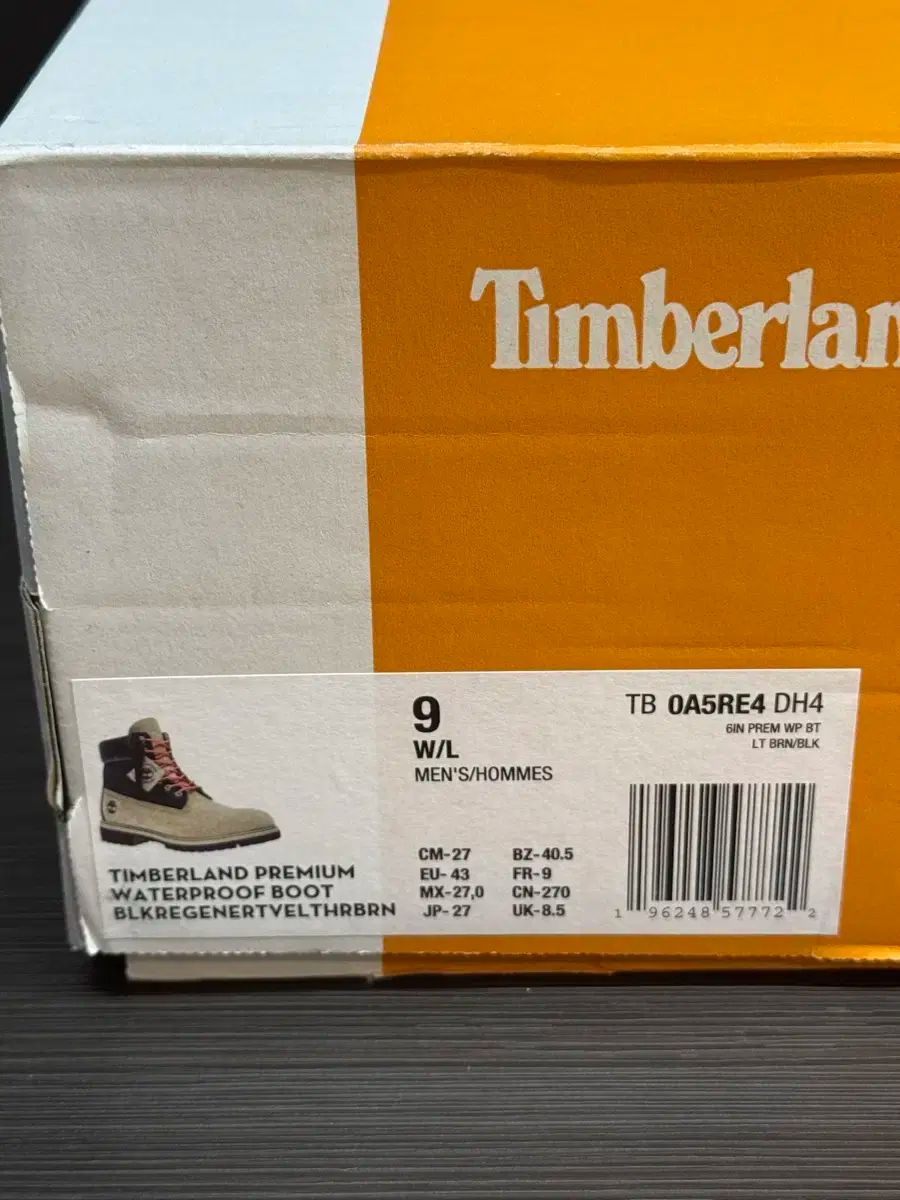 Timberlan
9
W/L
MEN'S/HOMMES
TB 0A5RE4 DH4
6IN PREM WP BT
LT BRN/BLK
TIMBERLAND PREMIUM
WATERPROOF BOOT
BLKREGENERTVELTHRBRN
CM-27 BZ-40.5
EU- 43 FR-9
MX-27,0 CN-270
JP- 27 UK-8.5
1 96248 57772 2